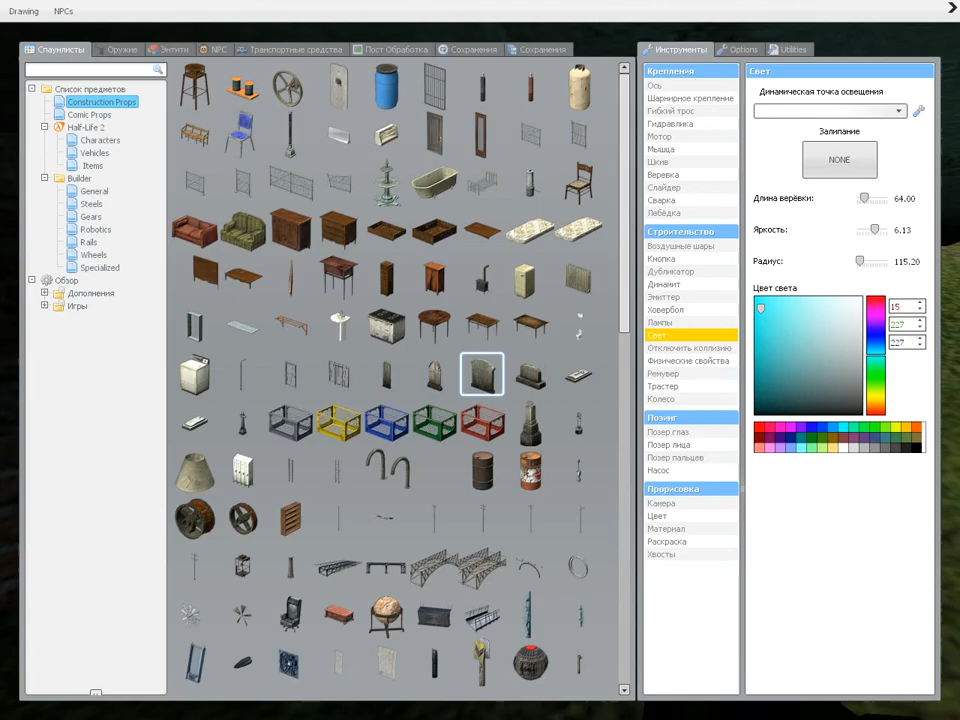 Drawing NPCs
Спаунлисты Оружие Энтити NPC Транспортные средства Пост Обработка Сохранения Сохранения
Инструменты Options Utilities
Список предметов
Construction Props
Comic Props
Half-Life 2
Characters
Vehicles
Items
Builder
General
Steels
Gears
Robotics
Rails
Wheels
Specialized
Обзор
Дополнения
Игры
Крепления
Ось
Шарнирное крепление
Гибкий трос
Гидравлика
Мотор
Мышца
Шкив
Веревка
Слайдер
Сварка
Лебёдка
Строительство
Воздушные шары
Кнопка
Дубликатор
Динамит
Эмиттер
Ховербол
Лампы
Свет
Отключить коллизию
Физические свойства
Ремувер
Трастер
Колесо
Позинг
Позер глаз
Позер лица
Позер пальцев
Насос
Прорисовка
Камера
Цвет
Материал
Раскраска
Хвосты
Свет
Динамическая точка освещения
Залипание
NONE
Длина верёвки: 64.00
Яркость: 6.13
Радиус: 115.20
Цвет света
15
227
227